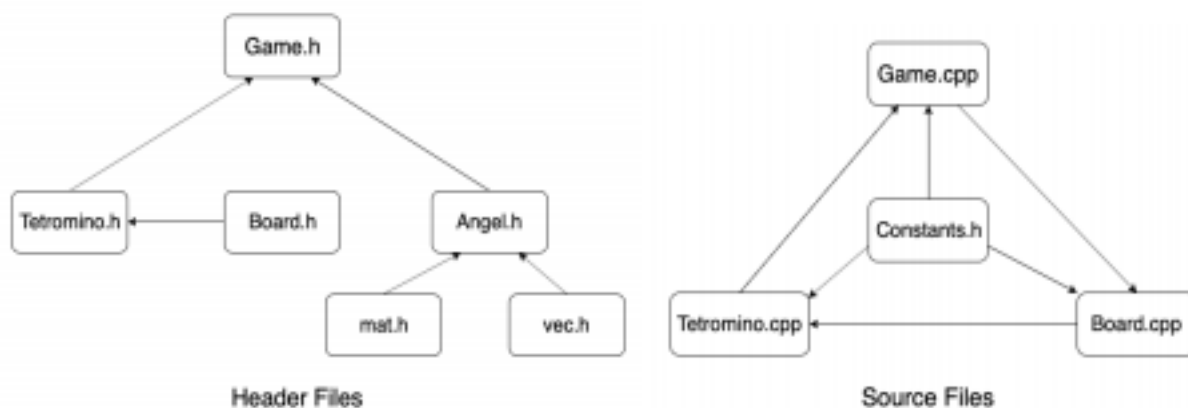 Game.h
Tetromino.h
Board.h
Angel.h
mat.h
vec.h
Header Files
Game.cpp
Constants.h
Tetromino.cpp
Board.cpp
Source Files